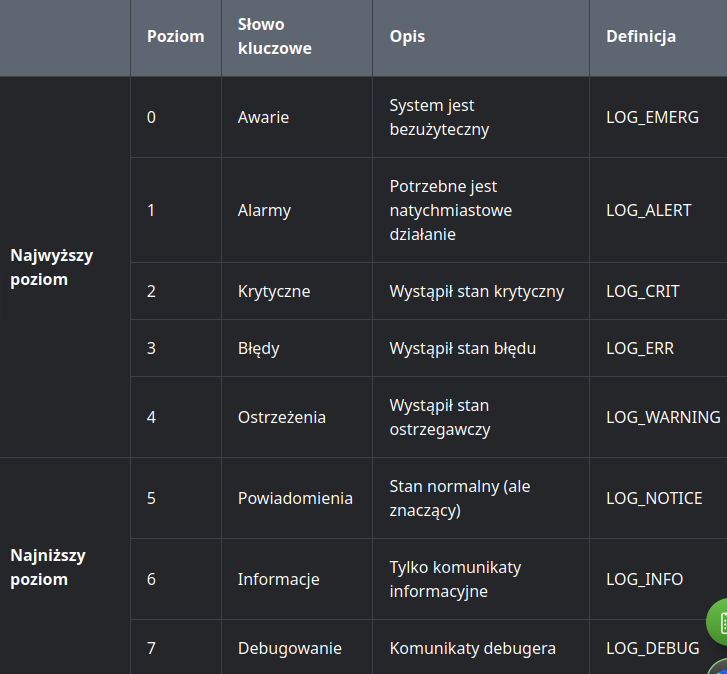 Poziom
Słowo
kluczowe
Opis
Definicja
Najwyższy
poziom
0
Awarie
System jest
bezużyteczny
LOG_EMERG
1
Alarmy
Potrzebne jest
natychmiastowe
działanie
LOG_ALERT
2
Krytyczne
Wystąpił stan krytyczny
LOG_CRIT
3
Błędy
Wystąpił stan błędu
LOG_ERR
4
Ostrzeżenia
Wystąpił stan
ostrzegawczy
LOG_WARNING
Najniższy
poziom
5
Powiadomienia
Stan normalny (ale
znaczący)
LOG_NOTICE
6
Informacje
Tylko komunikaty
informacyjne
LOG_INFO
7
Debugowanie
Komunikaty debugera
LOG_DEBUG